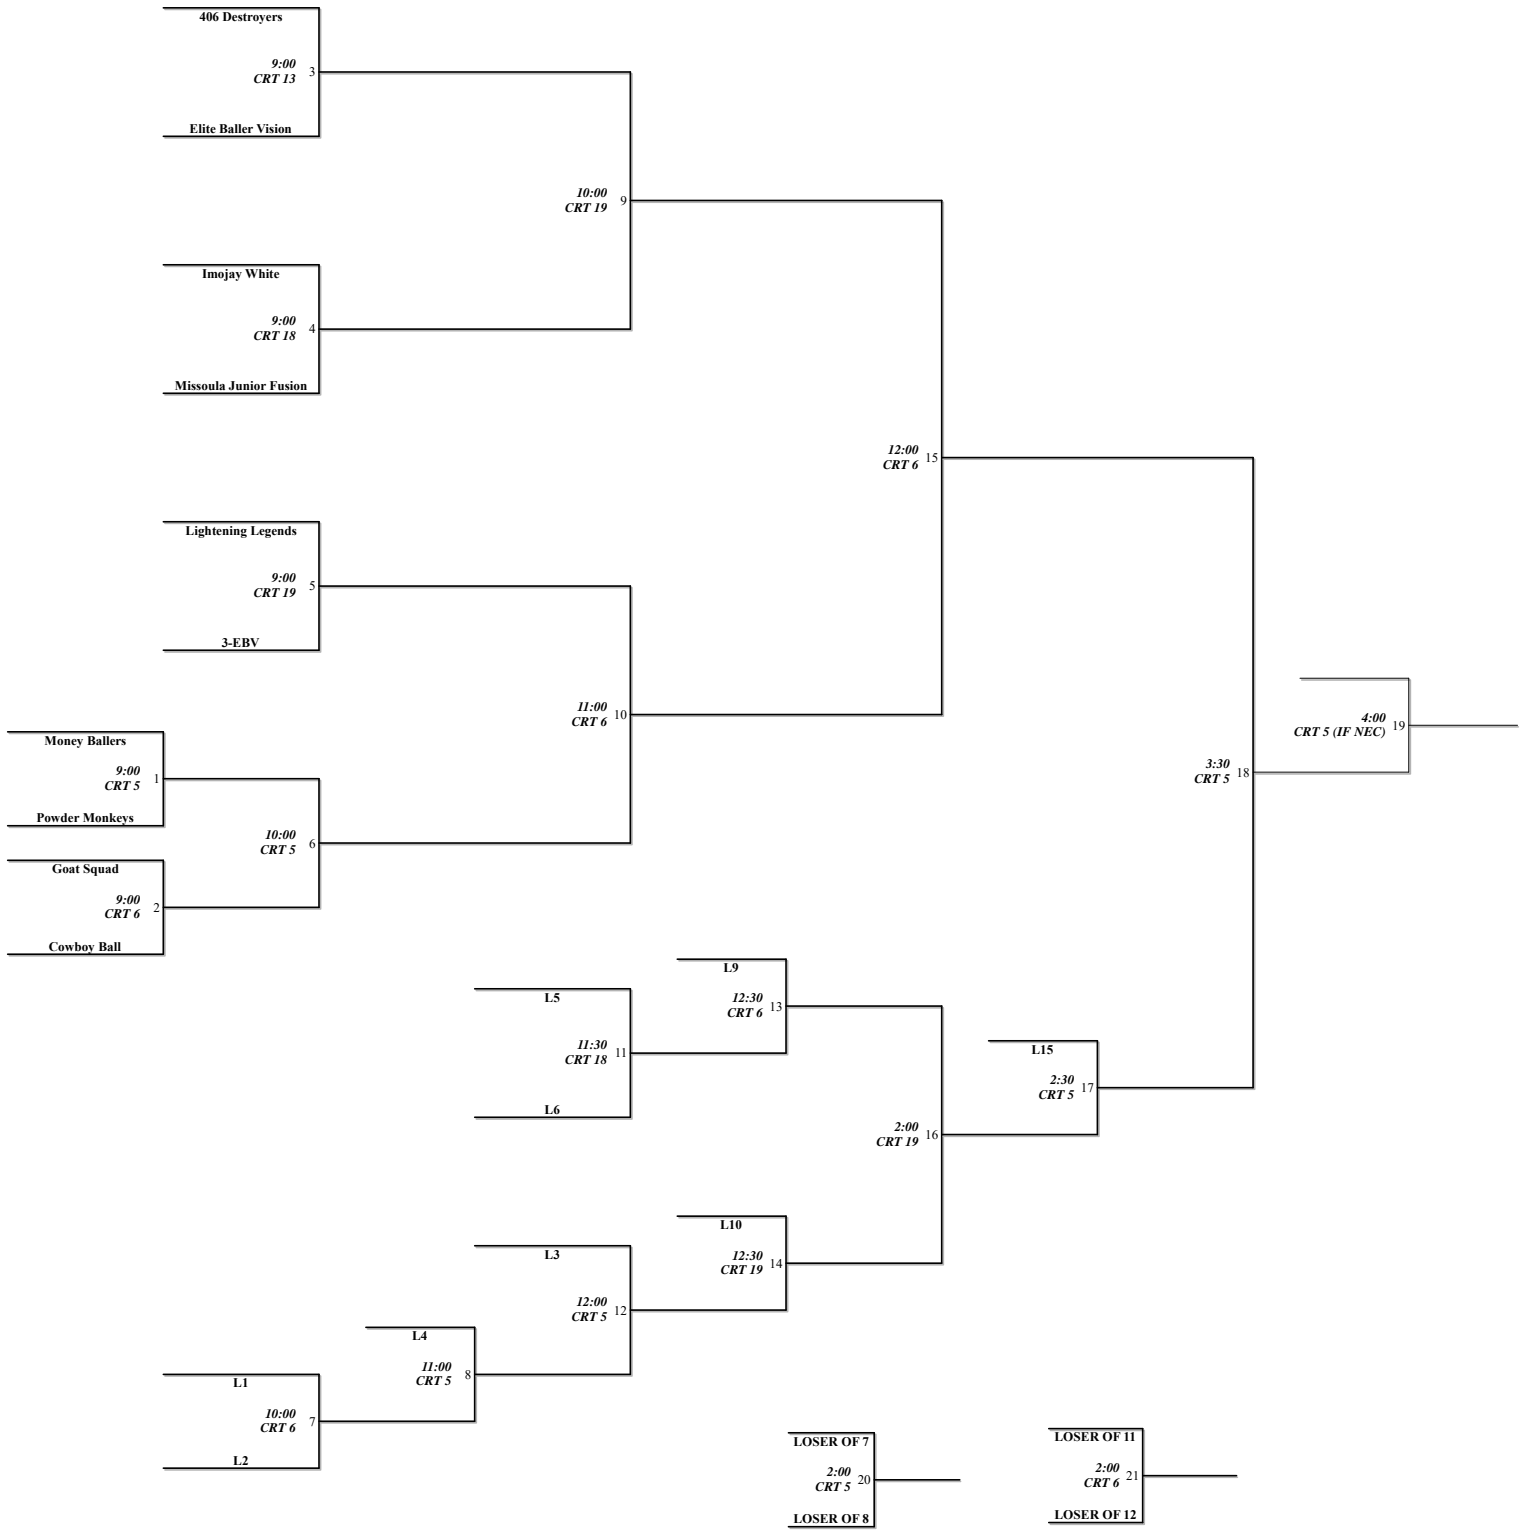 406 Destroyers
9:00
CRT 13
3
Elite Baller Vision
10:00
CRT 19
9
Imojay White
9:00
CRT 18
4
Missoula Junior Fusion
12:00
CRT 6
15
Lightening Legends
9:00
CRT 19
5
3-EBV
11:00
CRT 6
10
Money Ballers
9:00
CRT 5
1
Powder Monkeys
10:00
CRT 5
6
Goat Squad
9:00
CRT 6
2
Cowboy Ball
4:00
CRT 5 (IF NEC)
19
3:30
CRT 5
18
L9
12:30
CRT 6
13
L5
11:30
CRT 18
11
L6
L15
2:30
CRT 5
17
2:00
CRT 19
16
L10
12:30
CRT 19
14
L3
12:00
CRT 5
12
L4
11:00
CRT 5
8
L1
10:00
CRT 6
7
L2
LOSER OF 7
2:00
CRT 5
20
LOSER OF 8
LOSER OF 11
2:00
CRT 6
21
LOSER OF 12